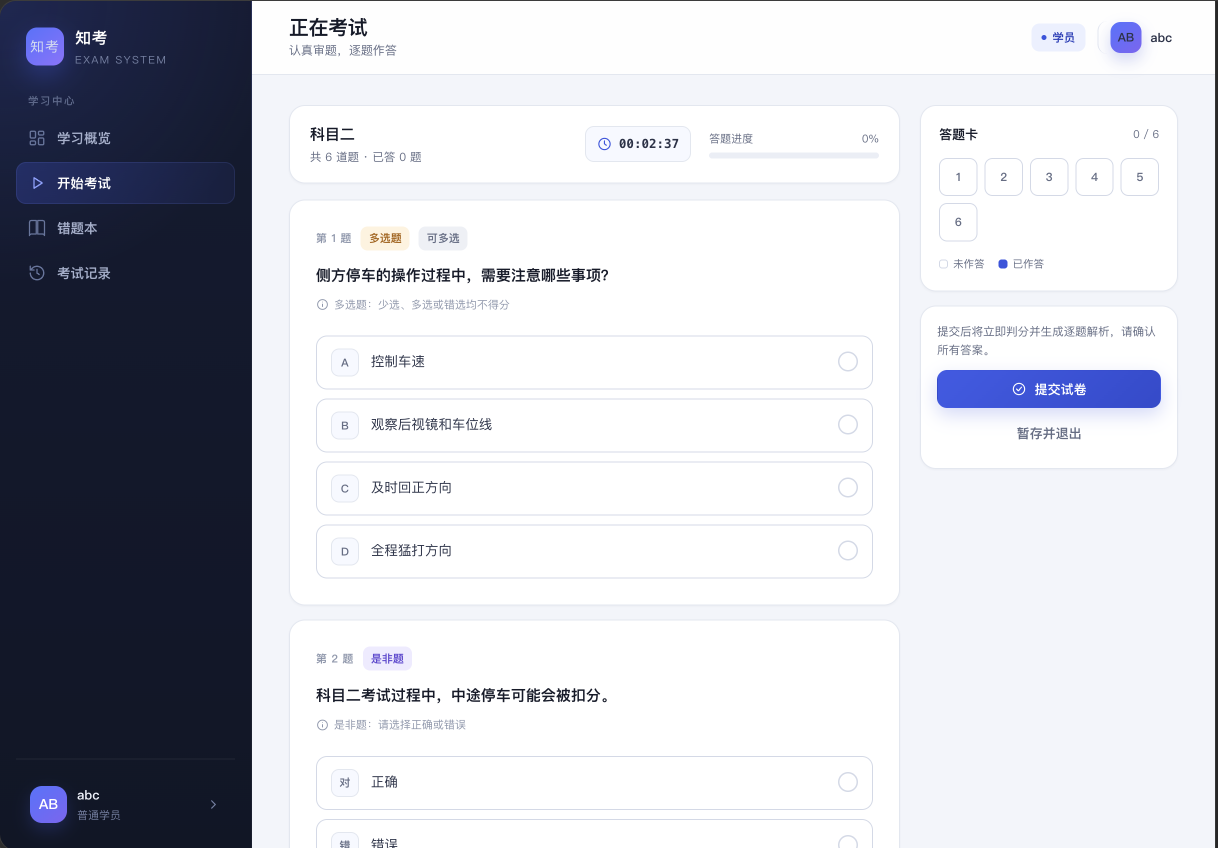 知考
知考
EXAM SYSTEM
学习中心
学习概览
开始考试
错题本
考试记录
AB
abc
普通学员
正在考试
认真审题，逐题作答
学员
AB
abc
科目二
共 6 道题 · 已答 0 题
00:02:37
答题进度
0%
第 1 题
多选题
可多选
侧方停车的操作过程中，需要注意哪些事项?
多选题：少选、多选或错选均不得分
A
控制车速
B
观察后视镜和车位线
C
及时回正方向
D
全程猛打方向
第 2 题
是非题
科目二考试过程中，中途停车可能会被扣分。
是非题：请选择正确或错误
对
正确
错
错误
答题卡
0 / 6
1
2
3
4
5
6
未作答
已作答
提交后将立即判分并生成逐题解析，请确认
所有答案。
提交试卷
暂存并退出